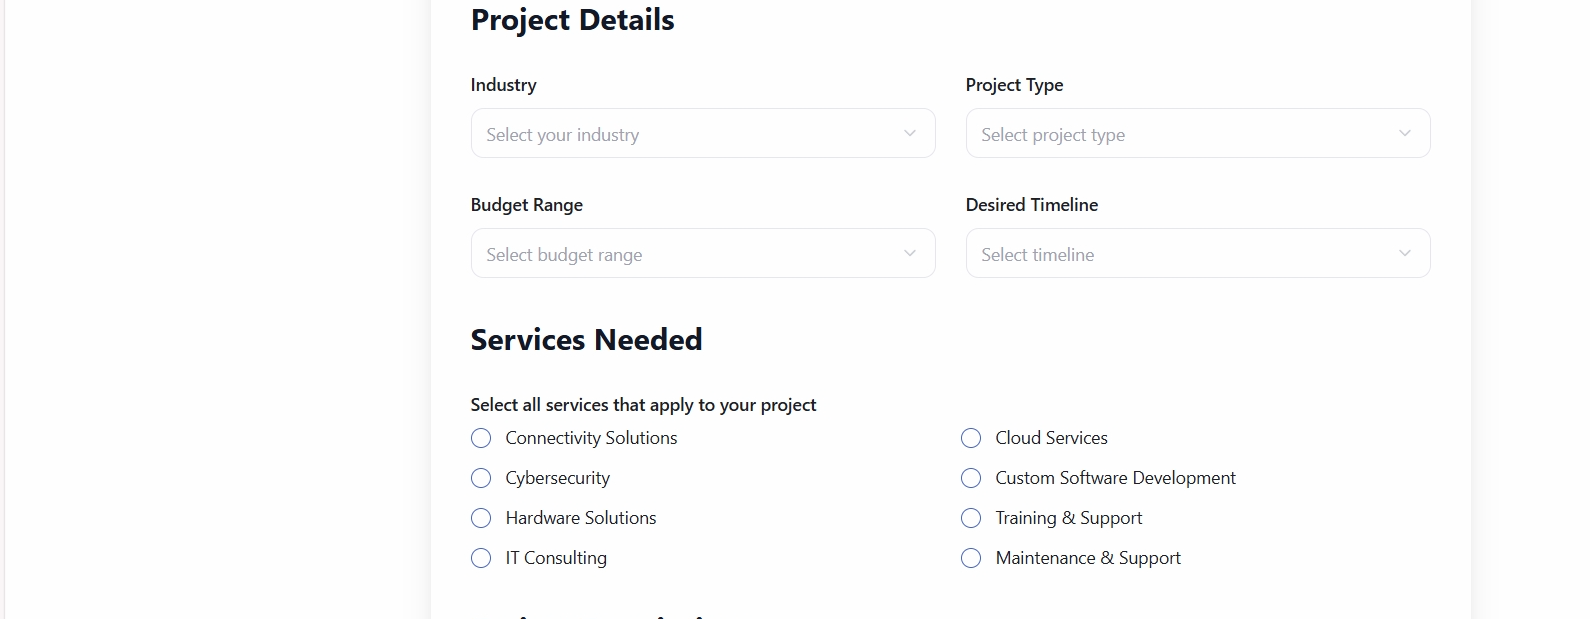 Project Details
Industry
Project Type
Select your industry
Select project type
Budget Range
Desired Timeline
Select budget range
Select timeline
Services Needed
Select all services that apply to your project
Connectivity Solutions
Cloud Services
Cybersecurity
Custom Software Development
Hardware Solutions
Training & Support
IT Consulting
Maintenance & Support